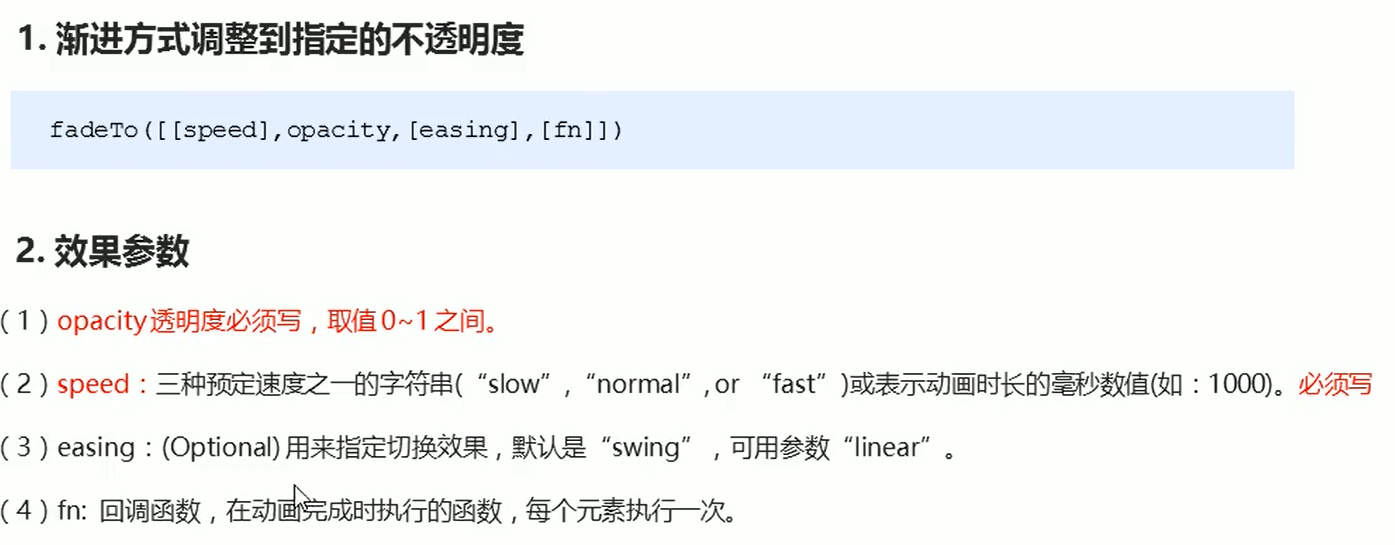 1. 渐进方式调整到指定的不透明度
fadeTo([[speed],opacity,[easing],[fn]])
2. 效果参数
（1）opacity透明度必须写，取值0~1之间。
（2）speed：三种预定速度之一的字符串(“slow”,“normal”,or “fast”)或表示动画时长的毫秒数值(如：1000)。必须写
（3）easing：(Optional) 用来指定切换效果，默认是“swing”，可用参数“linear”。
（4）fn: 回调函数，在动画完成时执行的函数，每个元素执行一次。